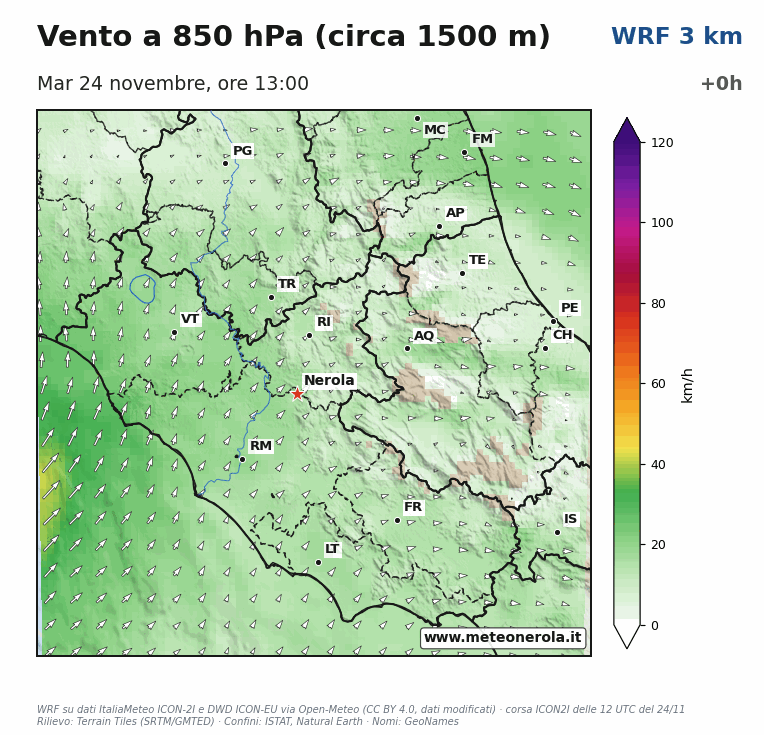 Vento a 850 hPa (circa 1500 m)
WRF 3 km
Mar 24 novembre, ore 13:00
+0h
MC
FM
PG
AP
TE
TR
PE
VT
RI
AQ
CH
Nerola
RM
FR
IS
LT
www.meteonerola.it
120
100
80
60
40
20
0
km/h
WRF su dati ItaliaMeteo ICON-2I e DWD ICON-EU via Open-Meteo (CC BY 4.0, dati modificati) · corsa ICON2I delle 12 UTC del 24/11
Rilievo: Terrain Tiles (SRTM/GMTED) · Confini: ISTAT, Natural Earth · Nomi: GeoNames